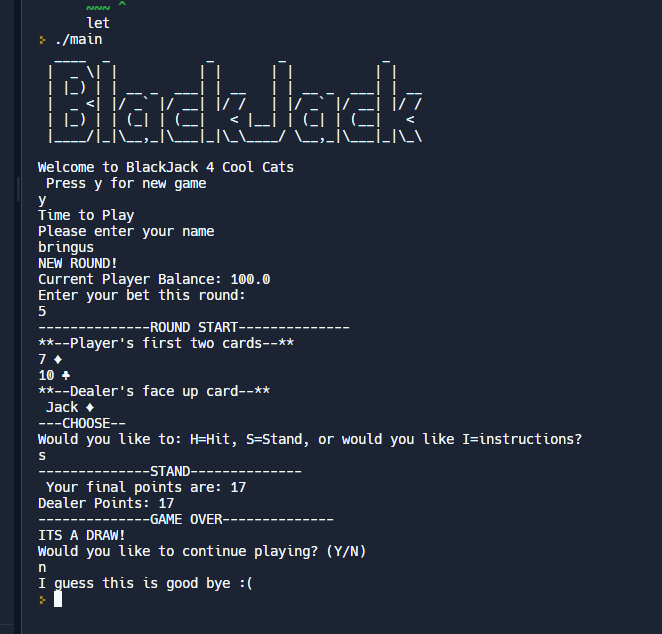 ~~~ ^
let
> ./main
BlackJack
Welcome to BlackJack 4 Cool Cats
Press y for new game
y
Time to Play
Please enter your name
bringus
NEW ROUND!
Current Player Balance: 100.0
Enter your bet this round:
5
--------------ROUND START--------------
**--Player's first two cards--**
7 ♦
10 ♣
**--Dealer's face up card--**
Jack ♦
---CHOOSE--
Would you like to: H=Hit, S=Stand, or would you like I=instructions?
s
--------------STAND--------------
Your final points are: 17
Dealer Points: 17
--------------GAME OVER--------------
ITS A DRAW!
Would you like to continue playing? (Y/N)
n
I guess this is good bye :(
>